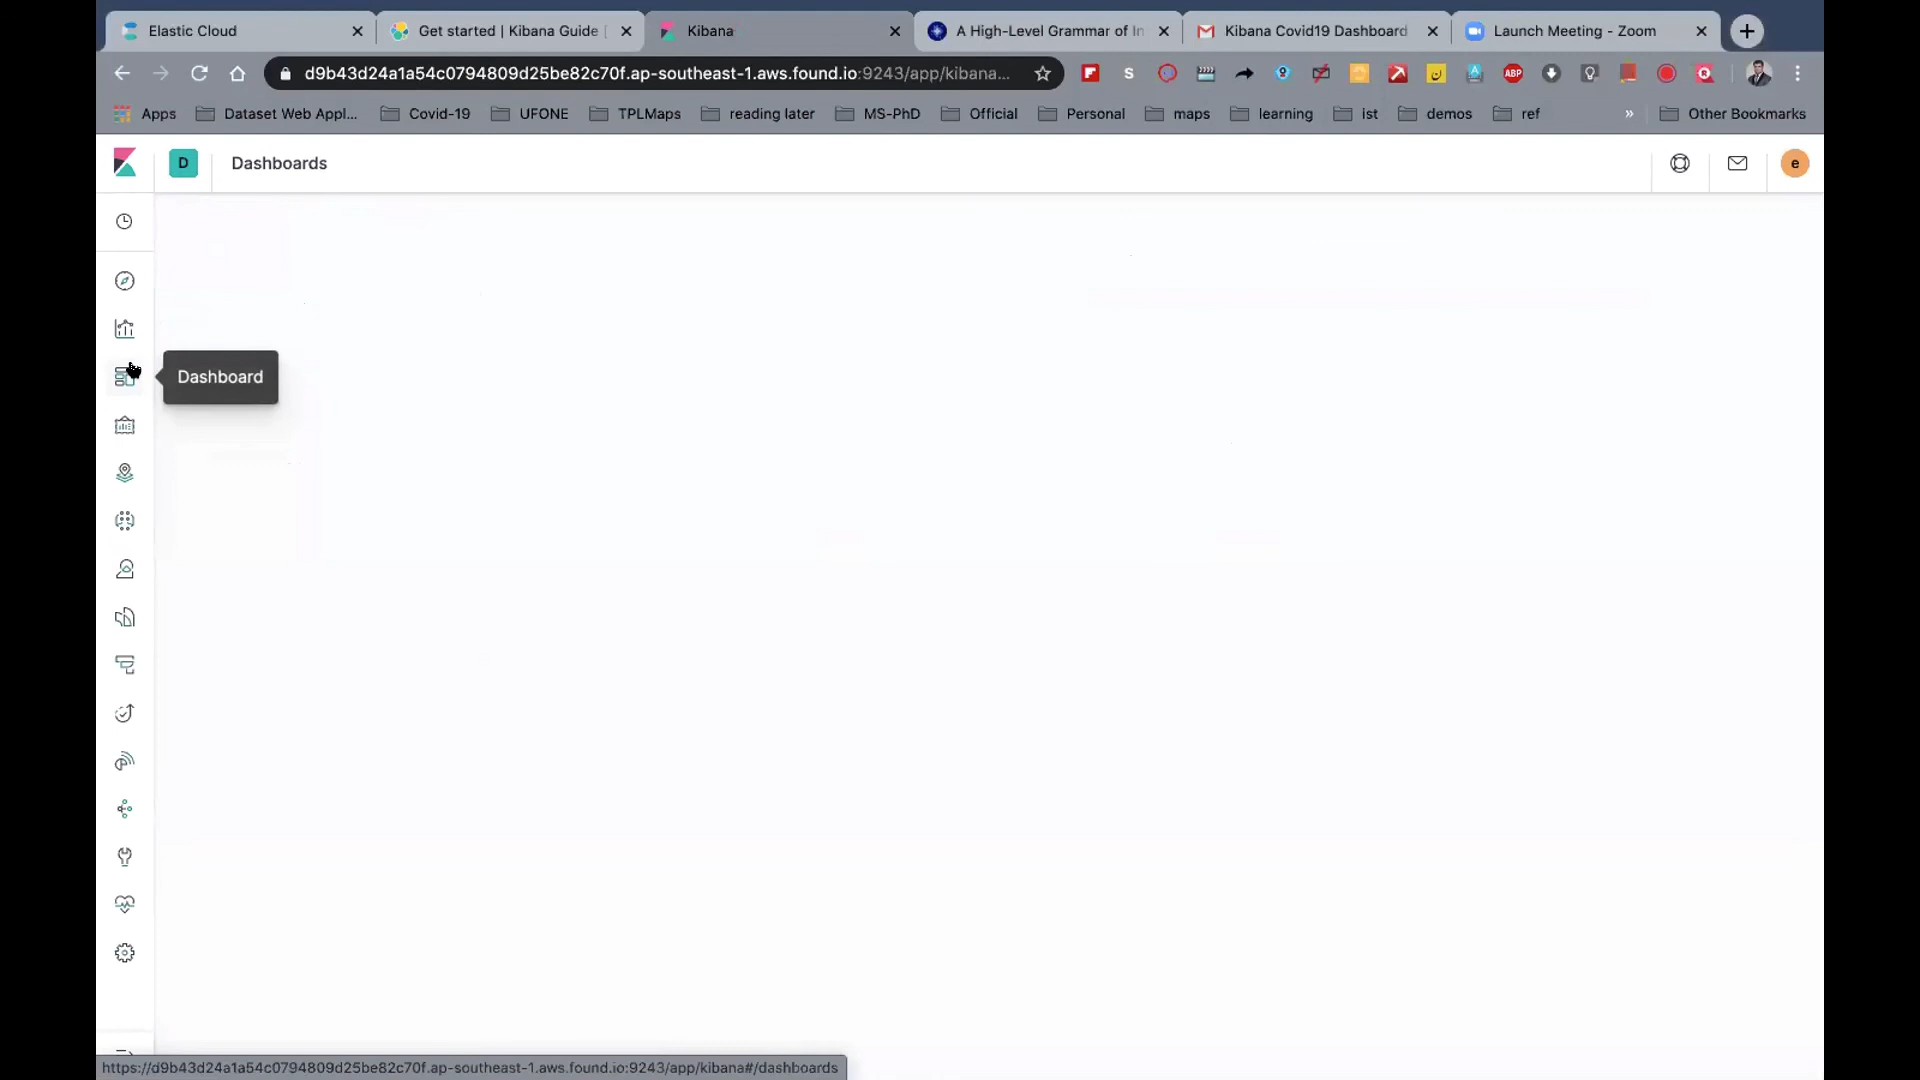 Elastic Cloud
Get started | Kibana Guide [
Kibana
A High-Level Grammar of In
Kibana Covid19 Dashboard
Launch Meeting - Zoom
d9b43d24a1a54c0794809d25be82c70f.ap-southeast-1.aws.found.io:9243/app/kibana...
S
ABP
Apps
Dataset Web Appl...
Covid-19
UFONE
TPLMaps
reading later
MS-PhD
Official
Personal
maps
learning
ist
demos
ref
»
Other Bookmarks
D
Dashboards
e
Dashboard
https://d9b43d24a1a54c0794809d25be82c70f.ap-southeast-1.aws.found.io:9243/app/kibana#/dashboards